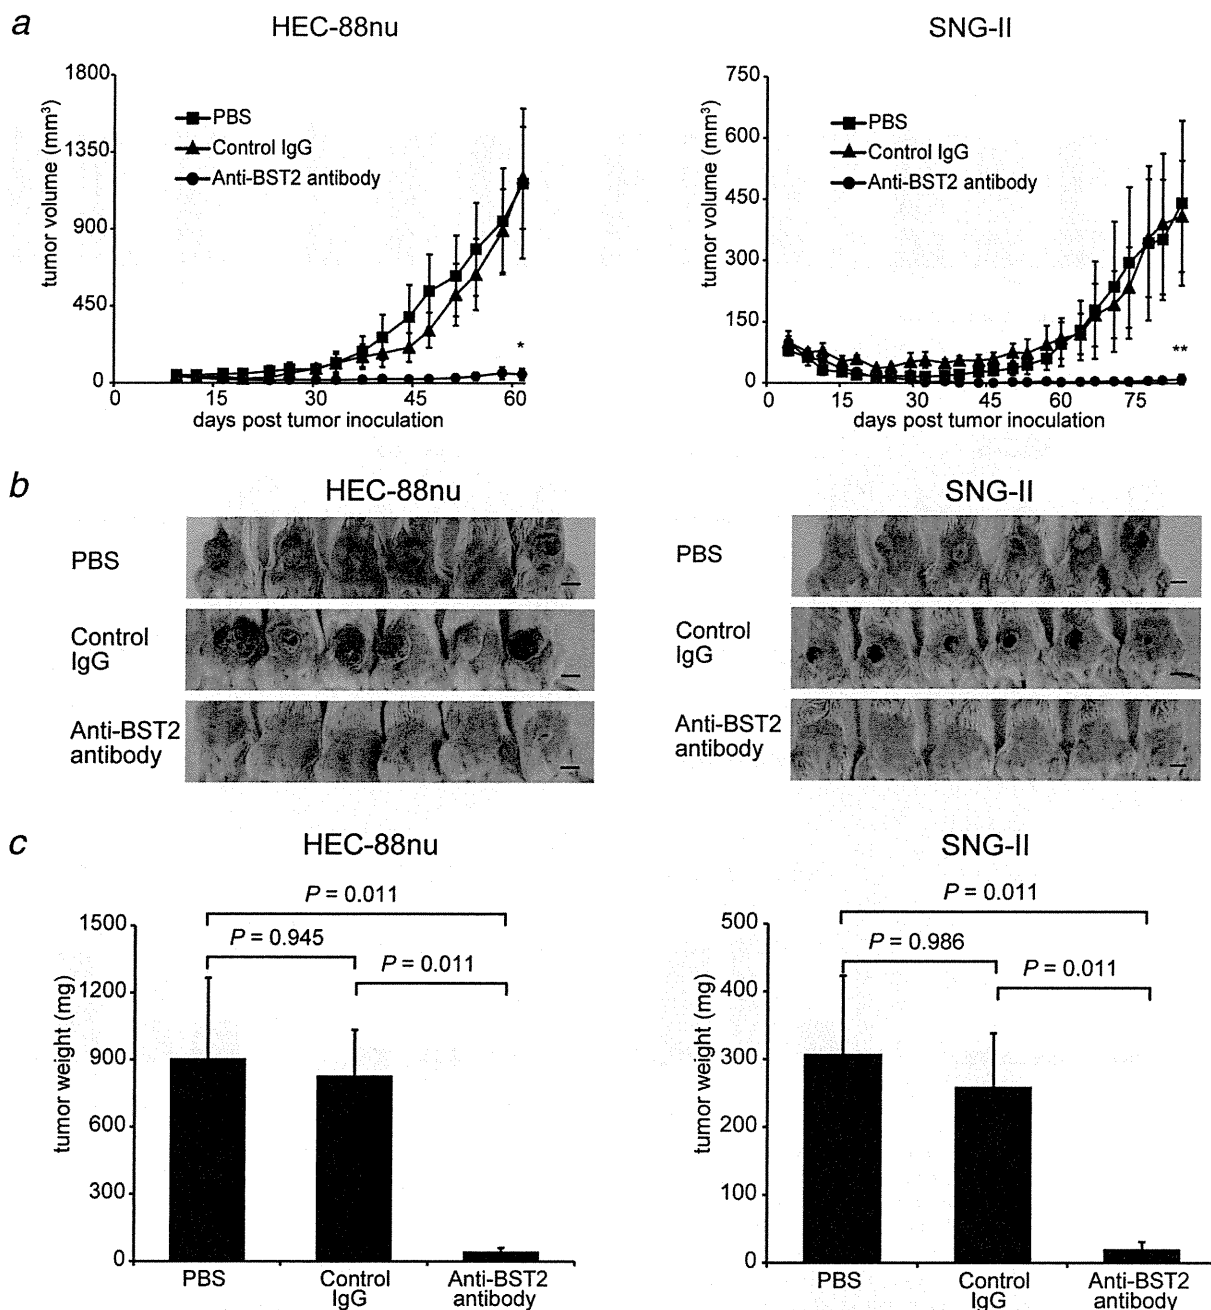 a
HEC-88nu
SNG-II
tumor volume (mm³)
1800
1350
900
450
0
0
15
30
45
60
days post tumor inoculation
PBS
Control IgG
Anti-BST2 antibody
*
tumor volume (mm³)
750
600
450
300
150
0
0
15
30
45
60
75
days post tumor inoculation
PBS
Control IgG
Anti-BST2 antibody
**
b
HEC-88nu
SNG-II
PBS
Control
IgG
Anti-BST2
antibody
PBS
Control
IgG
Anti-BST2
antibody
c
HEC-88nu
SNG-II
tumor weight (mg)
1500
1200
900
600
300
0
P = 0.011
P = 0.945
P = 0.011
PBS
Control
IgG
Anti-BST2
antibody
tumor weight (mg)
500
400
300
200
100
0
P = 0.011
P = 0.986
P = 0.011
PBS
Control
IgG
Anti-BST2
antibody